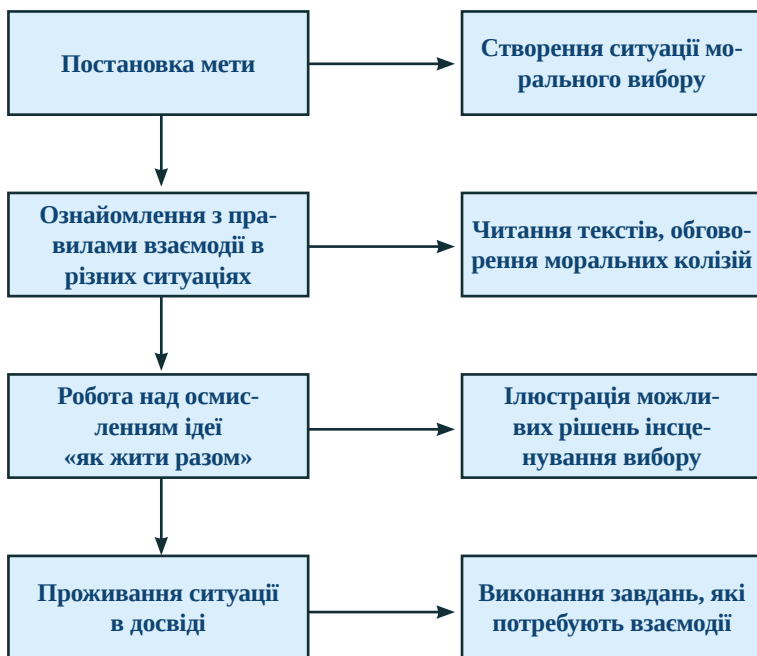 Постановка мети
Створення ситуації мо-
рального вибору
Ознайомлення з пра-
вилами взаємодії в
різних ситуаціях
Читання текстів, обгово-
рення моральних колізій
Робота над осмис-
ленням ідеї
«як жити разом»
Ілюстрація можли-
вих рішень інсце-
нування вибору
Проживання ситуації
в досвіді
Виконання завдань, які
потребують взаємодії